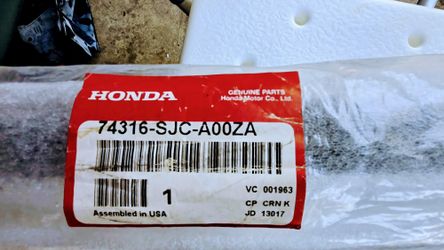 HONDA
GENUINE PARTS
Honda Motor Co., Ltd.
74316-SJC-A00ZA
1
VC 001963
CP CRN K
Assembled in USA
JD 13017